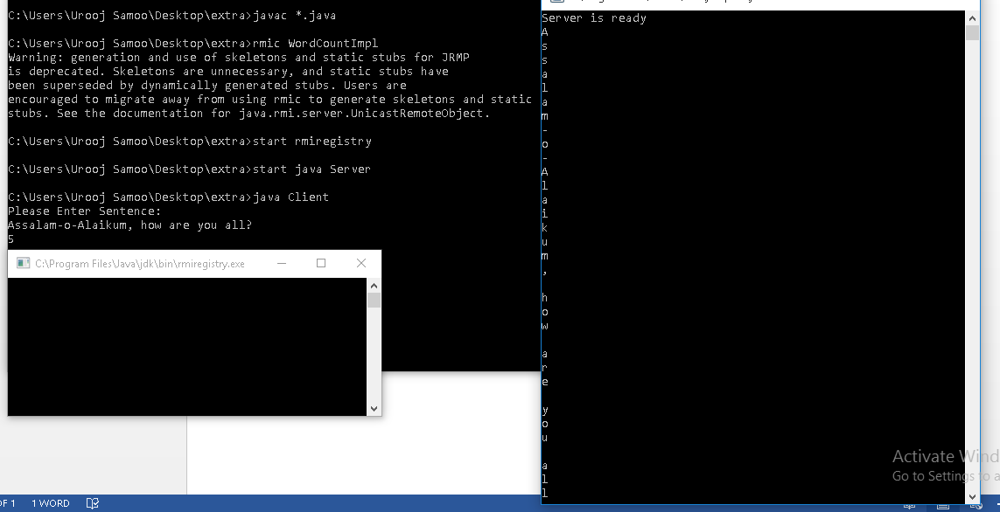 C:\Users\Urooj Samoo\Desktop\extra>javac *.java
C:\Users\Urooj Samoo\Desktop\extra>rmic WordCountImpl
Warning: generation and use of skeletons and static stubs for JRMP
is deprecated. Skeletons are unnecessary, and static stubs have
been superseded by dynamically generated stubs. Users are
encouraged to migrate away from using rmic to generate skeletons and static
stubs. See the documentation for java.rmi.server.UnicastRemoteObject.
C:\Users\Urooj Samoo\Desktop\extra>start rmiregistry
C:\Users\Urooj Samoo\Desktop\extra>start java Server
C:\Users\Urooj Samoo\Desktop\extra>java Client
Please Enter Sentence:
Assalam-o-Alaikum, how are you all?
5
C:\Program Files\Java\jdk\bin\rmiregistry.exe
Server is ready
A
s
s
a
l
a
m
-
o
-
A
l
a
i
k
u
m
,
h
o
w
a
r
e
y
o
u
a
l
l
Activate Wind
Go to Settings to a
OF 1 1 WORD